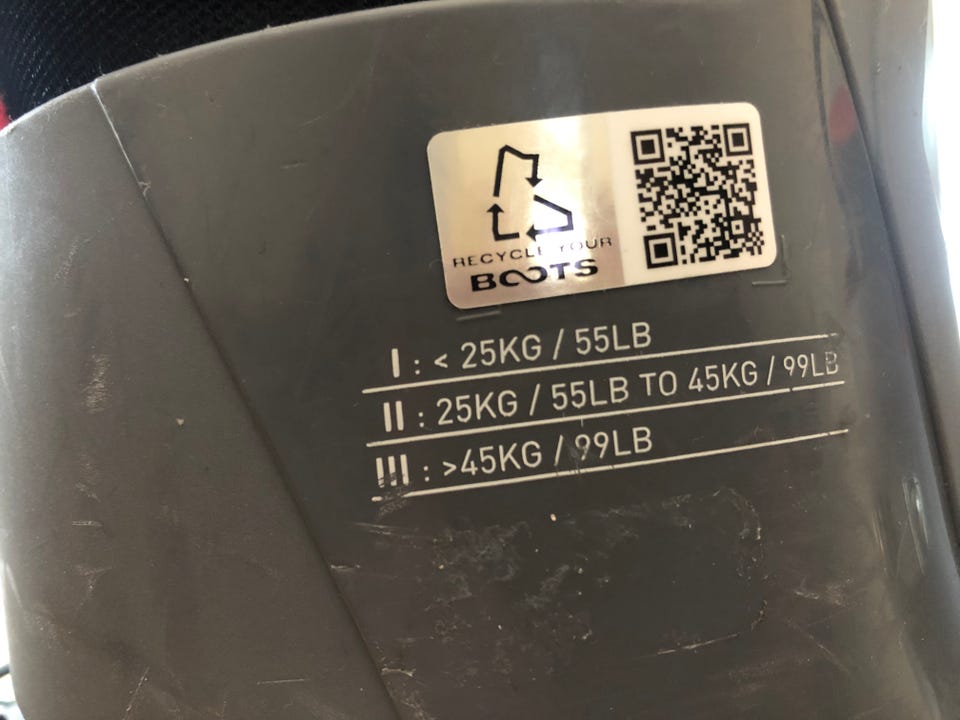 RECYCLE YOUR
BOOTS
I : < 25KG / 55LB
II : 25KG / 55LB TO 45KG / 99LB
III : >45KG / 99LB